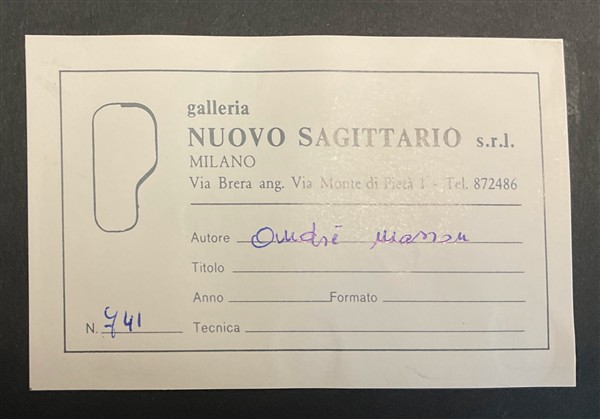 galleria
NUOVO SAGITTARIO s.r.l.
MILANO
Via Brera ang. Via Monte di Pietà 1 - Tel. 872486
Autore André Masson
Titolo
Anno Formato
N. 741 Tecnica